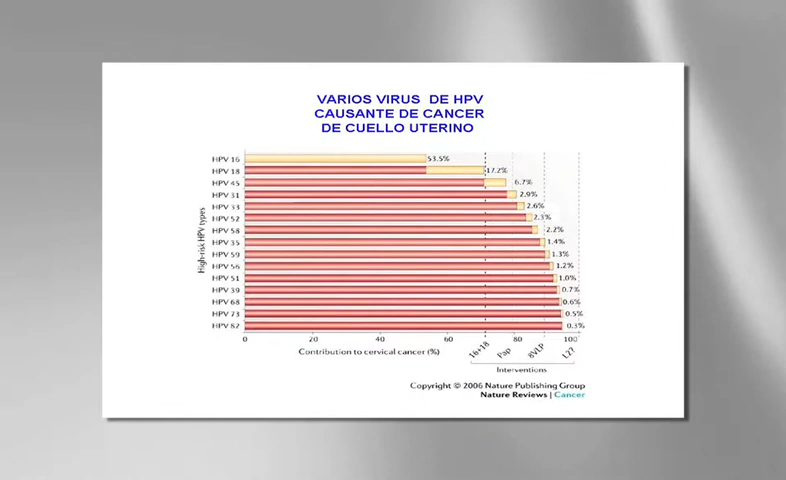 VARIOS VIRUS DE HPV
CAUSANTE DE CANCER
DE CUELLO UTERINO
High-risk HPV types
HPV 16 53.5%
HPV 18 17.2%
HPV 45 6.7%
HPV 31 2.9%
HPV 33 2.6%
HPV 52 2.3%
HPV 58 2.2%
HPV 35 1.4%
HPV 59 1.3%
HPV 56 1.2%
HPV 51 1.0%
HPV 39 0.7%
HPV 68 0.6%
HPV 73 0.5%
HPV 82 0.3%
0 20 40 60 80 100
Contribution to cervical cancer (%)
16+18 Pap 8VLP L2?
Interventions
Copyright © 2006 Nature Publishing Group
Nature Reviews | Cancer